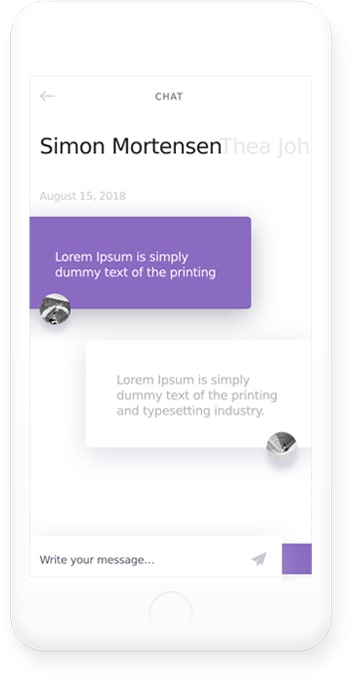 CHAT
Simon Mortensen Thea Joh
August 15, 2018
Lorem Ipsum is simply
dummy text of the printing
Lorem Ipsum is simply
dummy text of the printing
and typesetting industry.
Write your message...